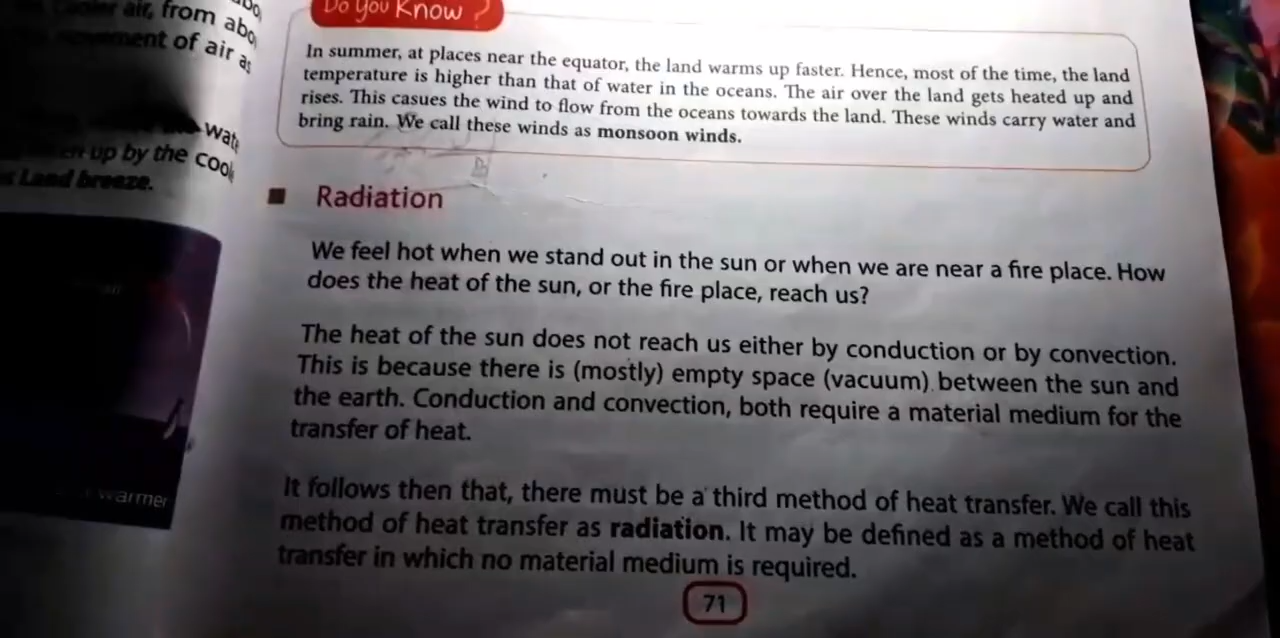 air, from abo
ment of air as
wate
up by the cool
Land breeze.
warmer
Do you Know ?
In summer, at places near the equator, the land warms up faster. Hence, most of the time, the land
temperature is higher than that of water in the oceans. The air over the land gets heated up and
rises. This casues the wind to flow from the oceans towards the land. These winds carry water and
bring rain. We call these winds as monsoon winds.
■ Radiation
We feel hot when we stand out in the sun or when we are near a fire place. How
does the heat of the sun, or the fire place, reach us?
The heat of the sun does not reach us either by conduction or by convection.
This is because there is (mostly) empty space (vacuum) between the sun and
the earth. Conduction and convection, both require a material medium for the
transfer of heat.
It follows then that, there must be a third method of heat transfer. We call this
method of heat transfer as radiation. It may be defined as a method of heat
transfer in which no material medium is required.
71